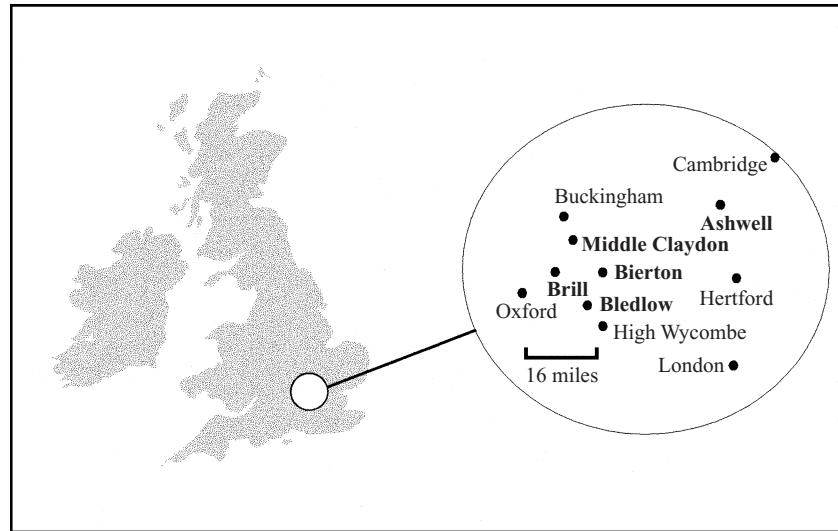 Cambridge
Buckingham
Ashwell
Middle Claydon
Bierton
Brill
Hertford
Oxford
Bledlow
High Wycombe
London
16 miles